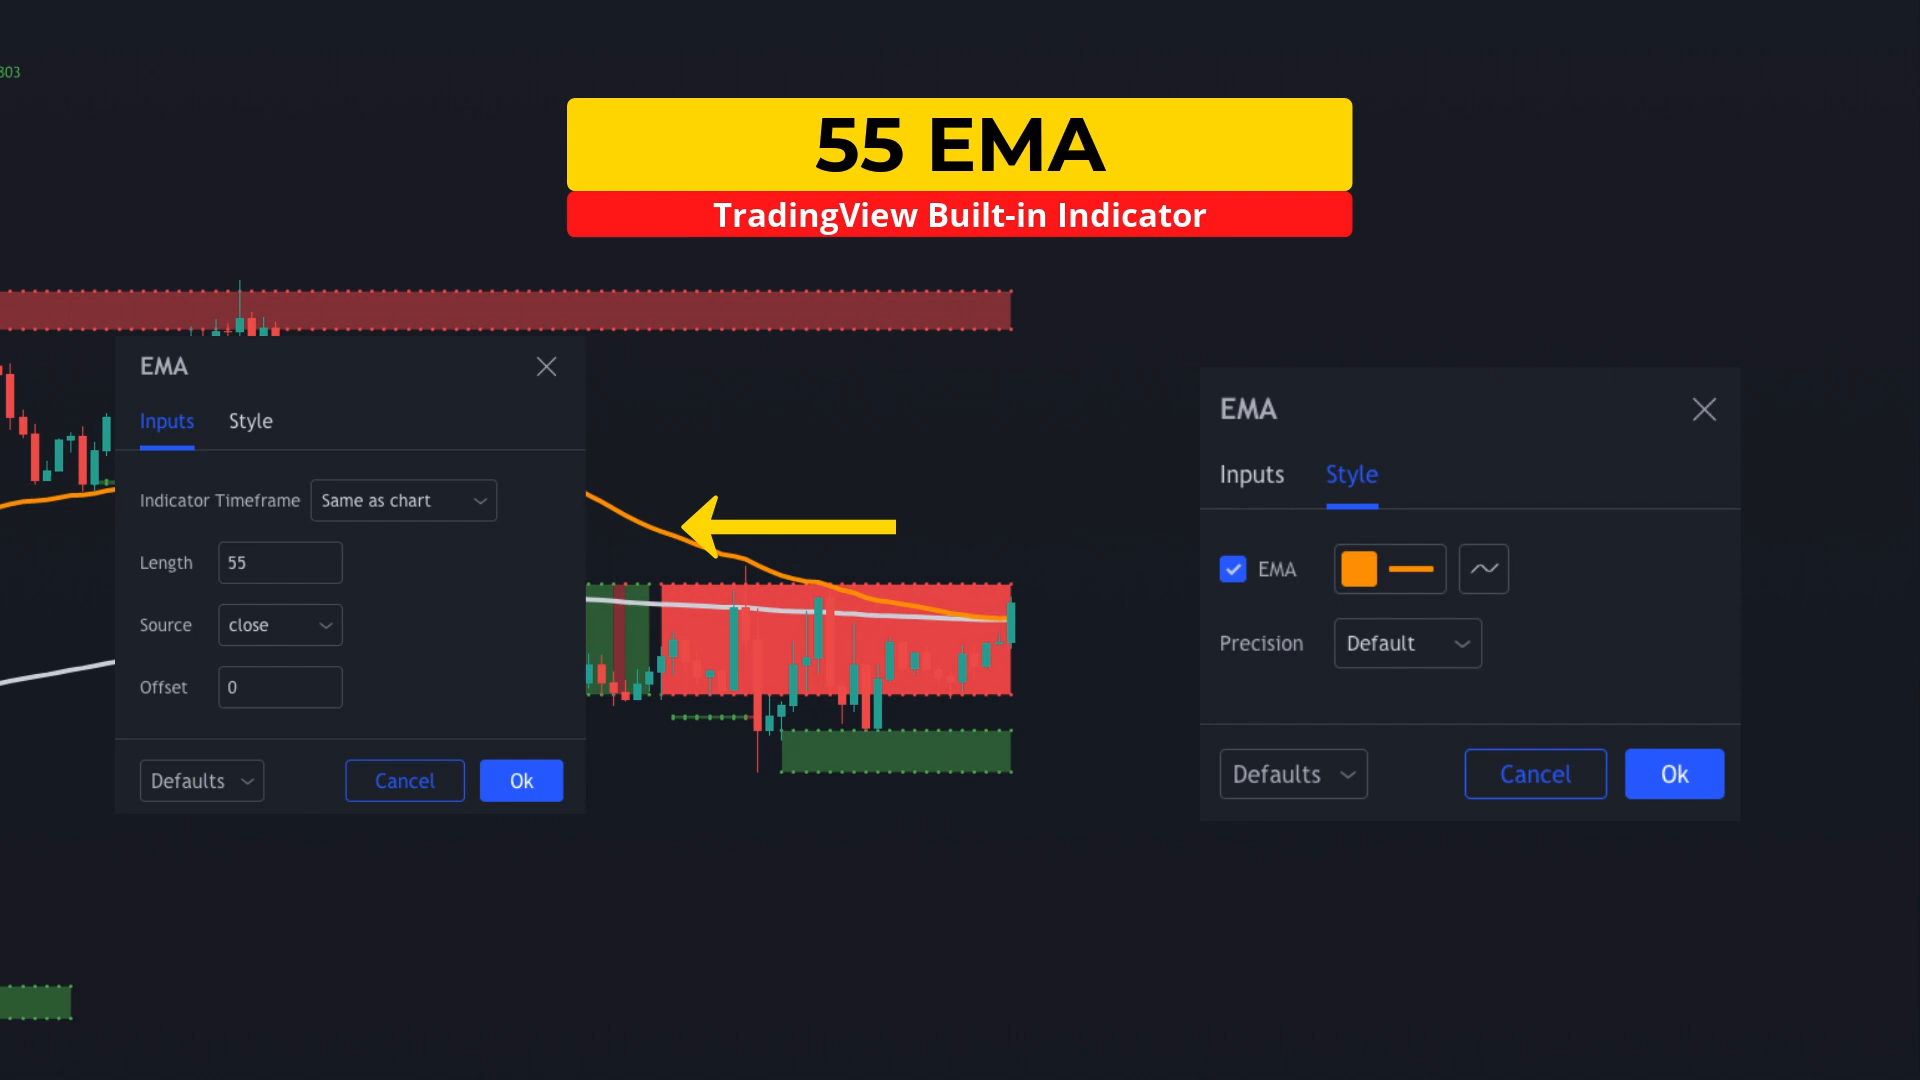 803
55 EMA
TradingView Built-in Indicator
EMA
Inputs Style
Indicator Timeframe Same as chart
Length 55
Source close
Offset 0
Defaults Cancel Ok
EMA
Inputs Style
EMA
Precision Default
Defaults Cancel Ok